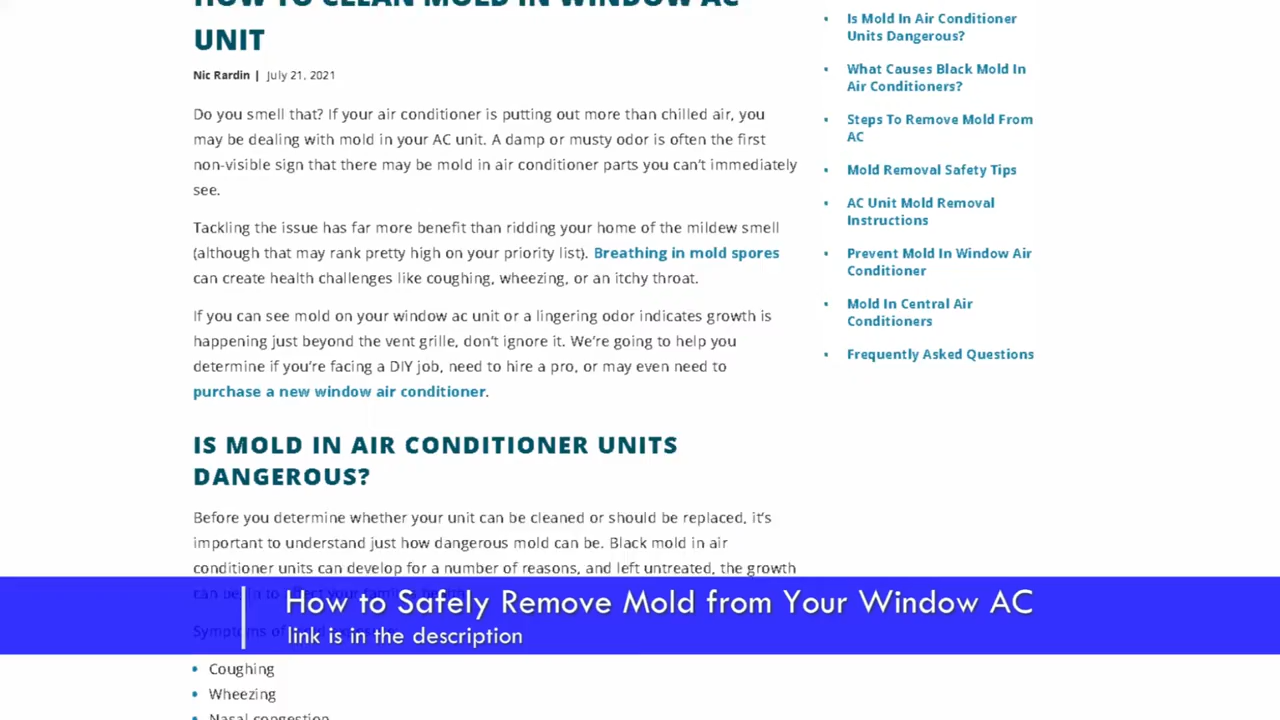 HOW TO CLEAN MOLD IN WINDOW AC
UNIT
Nic Rardin | July 21, 2021
Do you smell that? If your air conditioner is putting out more than chilled air, you
may be dealing with mold in your AC unit. A damp or musty odor is often the first
non-visible sign that there may be mold in air conditioner parts you can't immediately
see.
Tackling the issue has far more benefit than ridding your home of the mildew smell
(although that may rank pretty high on your priority list). Breathing in mold spores
can create health challenges like coughing, wheezing, or an itchy throat.
If you can see mold on your window ac unit or a lingering odor indicates growth is
happening just beyond the vent grille, don't ignore it. We're going to help you
determine if you're facing a DIY job, need to hire a pro, or may even need to
purchase a new window air conditioner.
IS MOLD IN AIR CONDITIONER UNITS
DANGEROUS?
Before you determine whether your unit can be cleaned or should be replaced, it's
important to understand just how dangerous mold can be. Black mold in air
conditioner units can develop for a number of reasons, and left untreated, the growth
can
Symptoms of
How to Safely Remove Mold from Your Window AC
link is in the description
• Coughing
• Wheezing
• Nasal congestion
• Is Mold In Air Conditioner
Units Dangerous?
• What Causes Black Mold In
Air Conditioners?
• Steps To Remove Mold From
AC
• Mold Removal Safety Tips
• AC Unit Mold Removal
Instructions
• Prevent Mold In Window Air
Conditioner
• Mold In Central Air
Conditioners
• Frequently Asked Questions